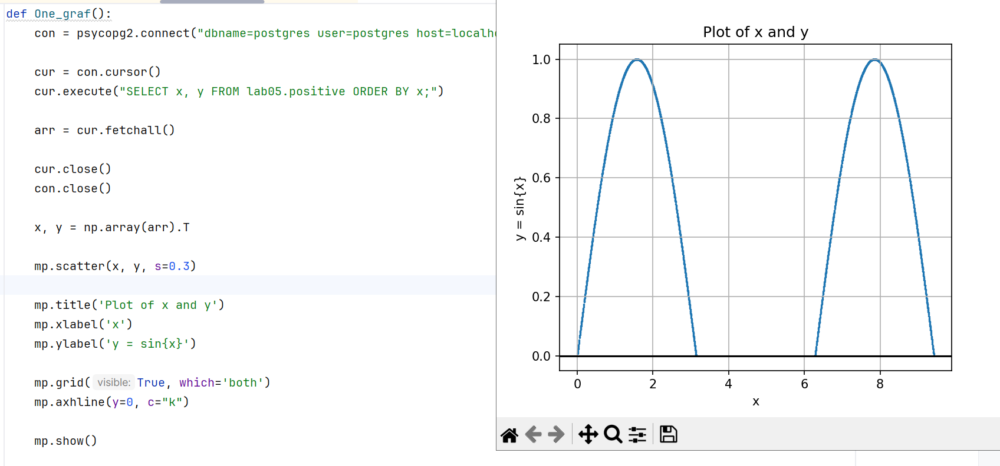 def One_graf():
con = psycopg2.connect("dbname=postgres user=postgres host=localh
cur = con.cursor()
cur.execute("SELECT x, y FROM lab05.positive ORDER BY x;")
arr = cur.fetchall()
cur.close()
con.close()
x, y = np.array(arr).T
mp.scatter(x, y, s=0.3)
mp.title('Plot of x and y')
mp.xlabel('x')
mp.ylabel('y = sin{x}')
mp.grid( visible: True, which='both')
mp.axhline(y=0, c="k")
mp.show()
Plot of x and y
1.0
0.8
0.6
0.4
0.2
0.0
y = sin{x}
0 2 4 6 8
x